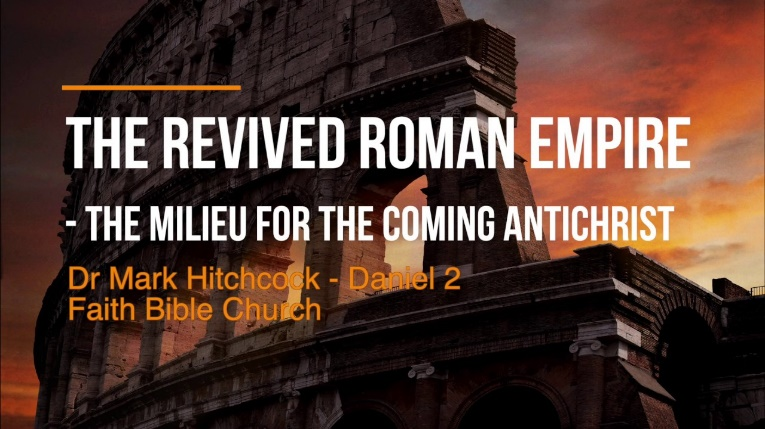 THE REVIVED ROMAN EMPIRE
- THE MILIEU FOR THE COMING ANTICHRIST
Dr Mark Hitchcock - Daniel 2
Faith Bible Church